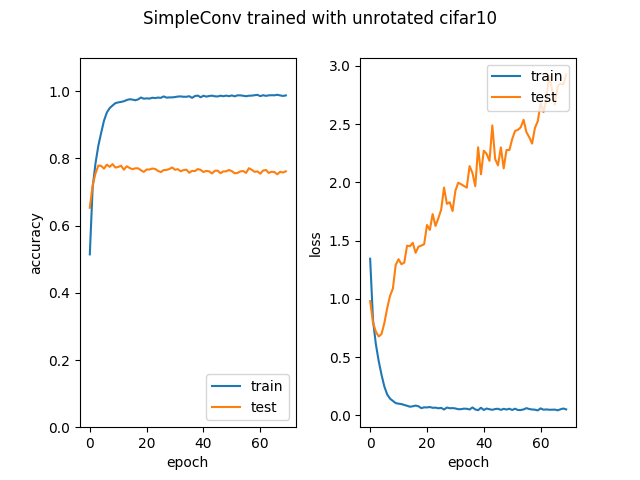 SimpleConv trained with unrotated cifar10
1.0
0.8
0.6
0.4
0.2
0.0
accuracy
0
20
40
60
epoch
train
test
3.0
2.5
2.0
1.5
1.0
0.5
0.0
loss
0
20
40
60
epoch
train
test